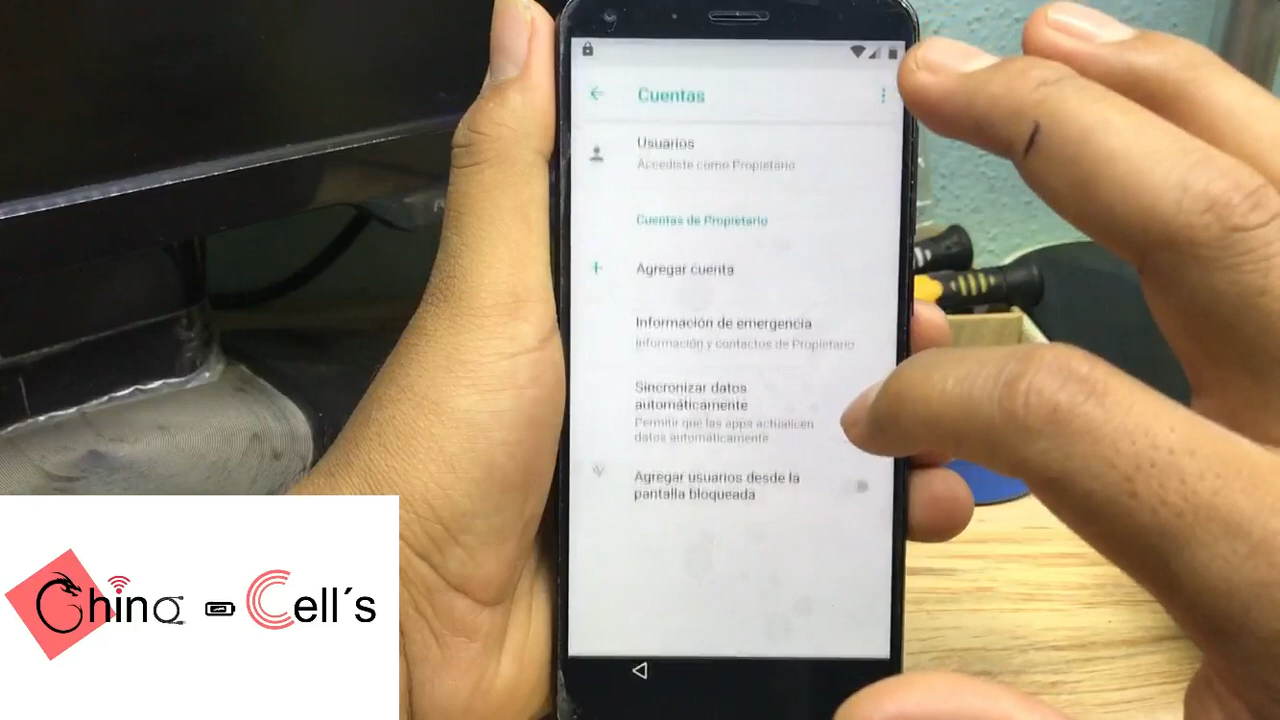 Cuentas
Usuarios
Accediste como Propietario
Cuentas de Propietario
Agregar cuenta
Información de emergencia
Información y contactos de Propietario
Sincronizar datos
automáticamente
Permitir que las apps actualicen
datos automáticamente
Agregar usuarios desde la
pantalla bloqueada
China - Cell´s